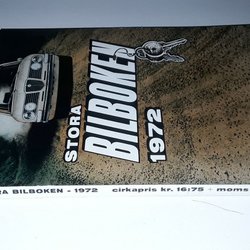 STORA
BILBOKEN
1972
RA BILBOKEN - 1972 cirkapris kr. 16:75 + moms